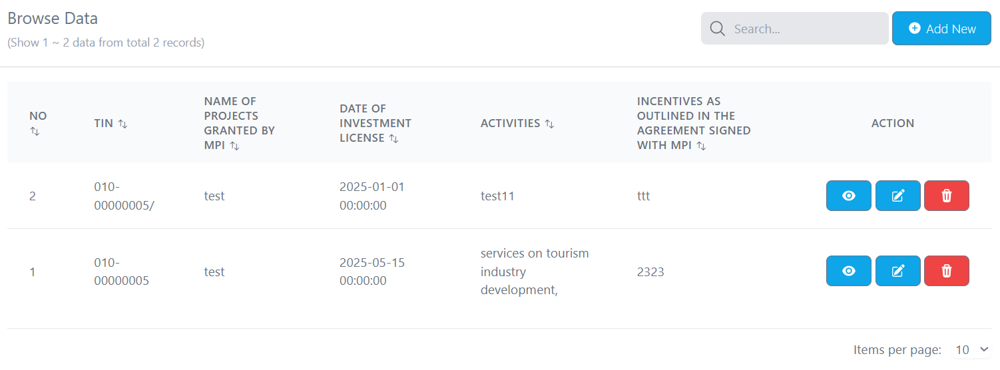 Browse Data
(Show 1 ~ 2 data from total 2 records)
Search...
Add New
NO
TIN
NAME OF
PROJECTS
GRANTED BY
MPI
DATE OF
INVESTMENT
LICENSE
ACTIVITIES
INCENTIVES AS
OUTLINED IN THE
AGREEMENT SIGNED
WITH MPI
ACTION
2
010-
00000005/
test
2025-01-01
00:00:00
test11
ttt
1
010-
00000005
test
2025-05-15
00:00:00
services on tourism
industry
development,
2323
Items per page: 10